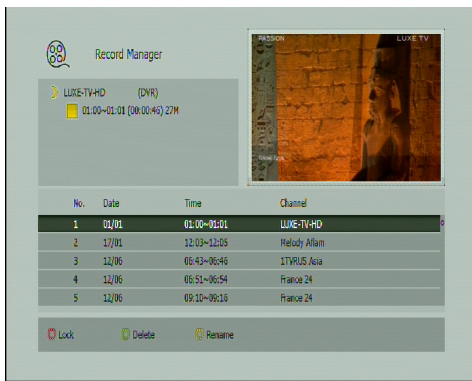 Record Manager
PASSION LUXE TV
LUXE-TV-HD (DVR)
01:00~01:01 (00:00:46) 27M
No. Date Time Channel
1 01/01 01:00~01:01 LUXE-TV-HD
2 17/01 12:03~12:05 Melody Aflam
3 12/06 06:43~06:46 1TVRUS Asia
4 12/06 06:51~06:54 France 24
5 12/06 09:10~09:16 France 24
Lock Delete Rename